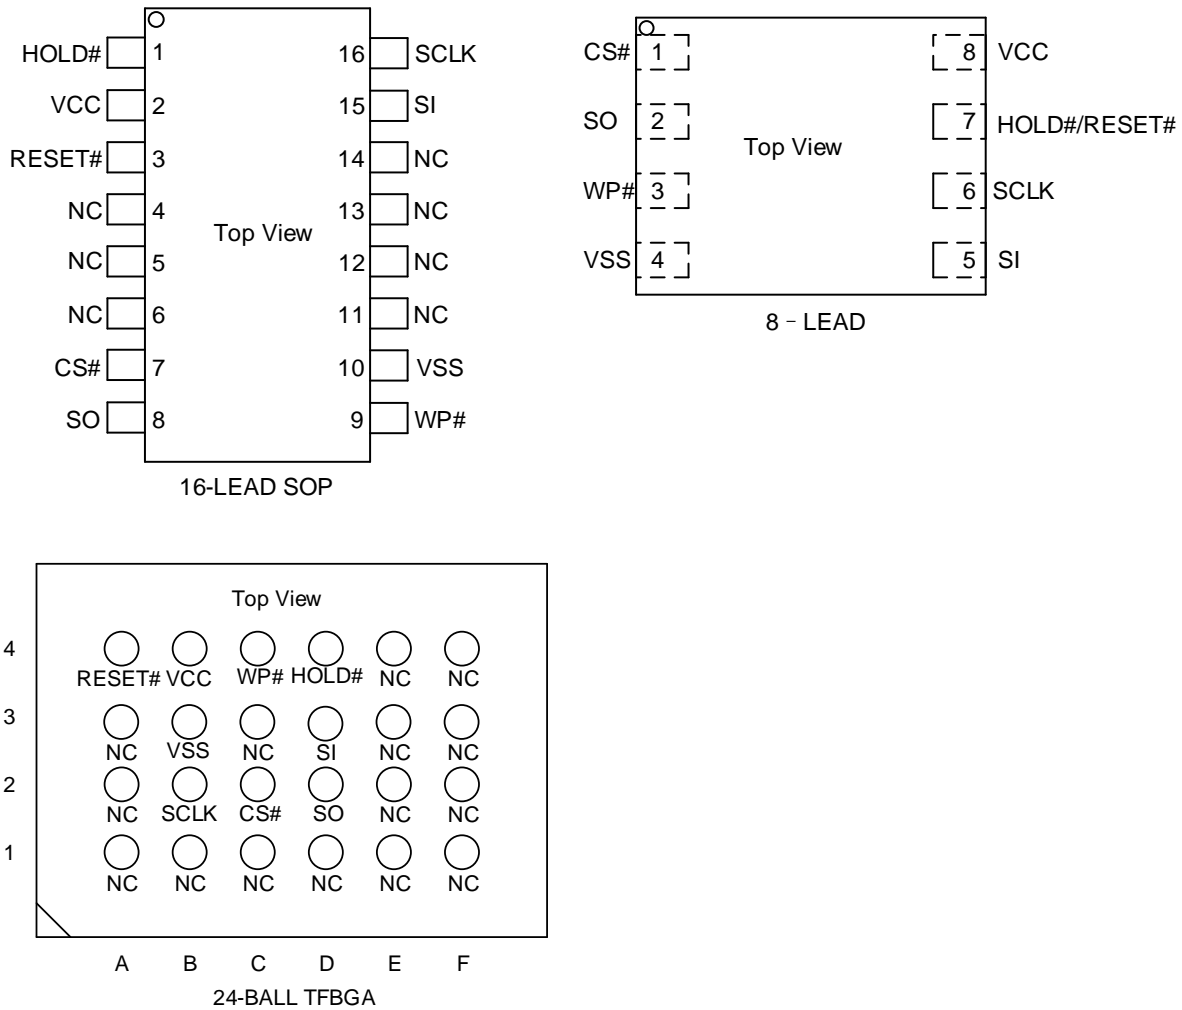 HOLD# 1 16 SCLK
VCC 2 15 SI
RESET# 3 14 NC
NC 4 13 NC
Top View
NC 5 12 NC
NC 6 11 NC
CS# 7 10 VSS
SO 8 9 WP#
16-LEAD SOP
CS# 1 8 VCC
SO 2 7 HOLD#/RESET#
Top View
WP# 3 6 SCLK
VSS 4 5 SI
8 - LEAD
Top View
4
RESET# VCC WP# HOLD# NC NC
3
NC VSS NC SI NC NC
2
NC SCLK CS# SO NC NC
1
NC NC NC NC NC NC
A B C D E F
24-BALL TFBGA